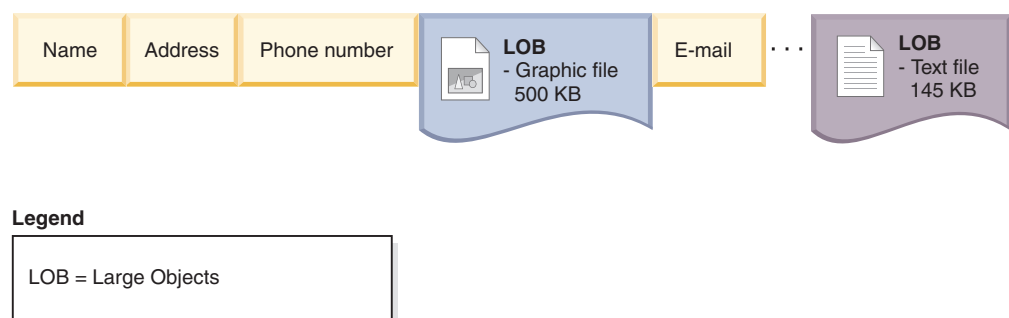 Name
Address
Phone number
LOB
- Graphic file
500 KB
E-mail
. . .
LOB
- Text file
145 KB
Legend
LOB = Large Objects